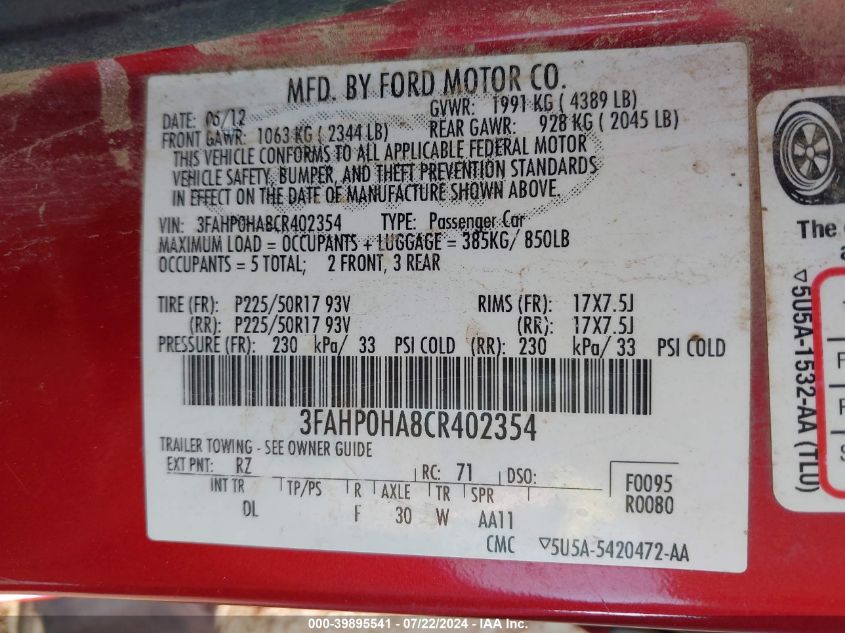 MFD. BY FORD MOTOR CO.
DATE: 06/12 GVWR: 1991 KG ( 4389 LB)
FRONT GAWR: 1063 KG ( 2344 LB) REAR GAWR: 928 KG ( 2045 LB)
THIS VEHICLE CONFORMS TO ALL APPLICABLE FEDERAL MOTOR
VEHICLE SAFETY, BUMPER, AND THEFT PREVENTION STANDARDS
IN EFFECT ON THE DATE OF MANUFACTURE SHOWN ABOVE.
VIN: 3FAHP0HA8CR402354 TYPE: Passenger Car
MAXIMUM LOAD = OCCUPANTS + LUGGAGE = 385KG/ 850LB
OCCUPANTS = 5 TOTAL; 2 FRONT, 3 REAR
TIRE (FR): P225/50R17 93V RIMS (FR): 17X7.5J
(RR): P225/50R17 93V (RR): 17X7.5J
PRESSURE (FR): 230 kPa/ 33 PSI COLD (RR): 230 kPa/ 33 PSI COLD
3FAHP0HA8CR402354
TRAILER TOWING - SEE OWNER GUIDE
EXT PNT: RZ RC: 71 DSO: F0095
INT TR TP/PS R AXLE TR SPR R0080
DL F 30 W AA11
CMC ▽5U5A-5420472-AA
The
▽5U5A-1532-AA (TLU)
000-39895541 - 07/22/2024 - IAA Inc.